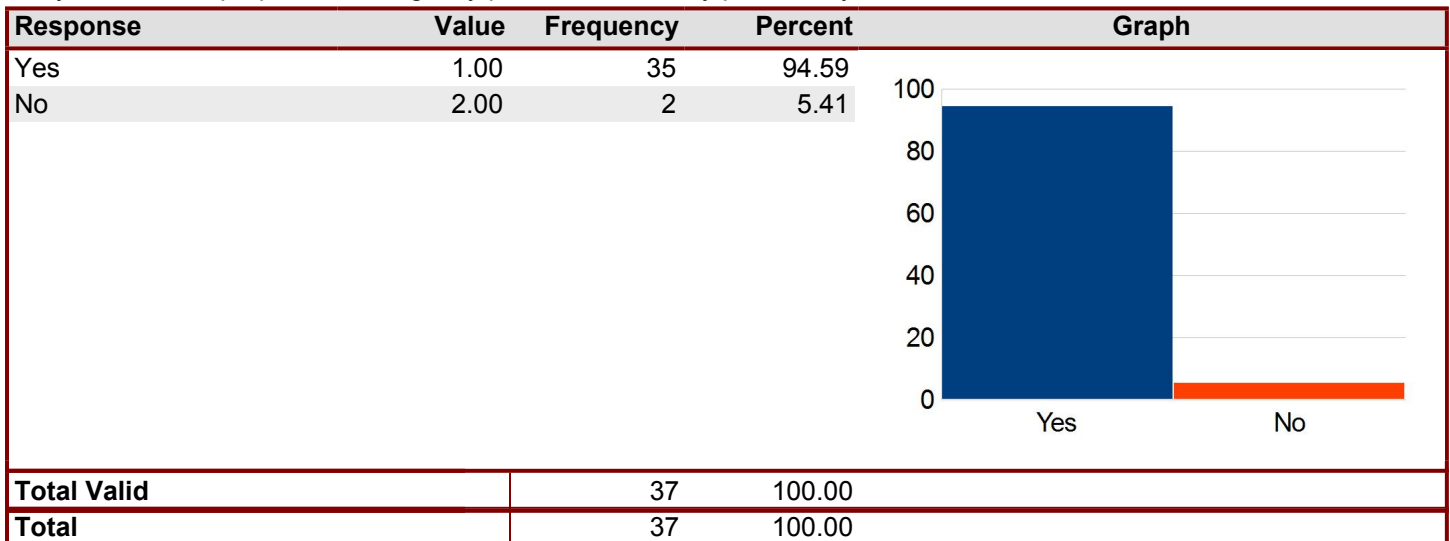 Response Value Frequency Percent Graph
Yes 1.00 35 94.59
No 2.00 2 5.41
100
80
60
40
20
0
Yes No
Total Valid 37 100.00
Total 37 100.00